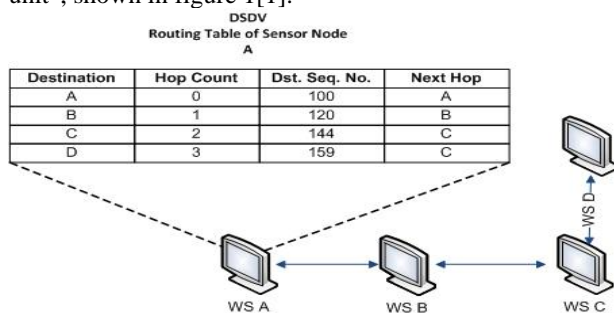 unit", shown in figure 1[1].
DSDV
Routing Table of Sensor Node
A
Destination Hop Count Dst. Seq. No. Next Hop
A 0 100 A
B 1 120 B
C 2 144 C
D 3 159 C
WS D
WS A WS B WS C